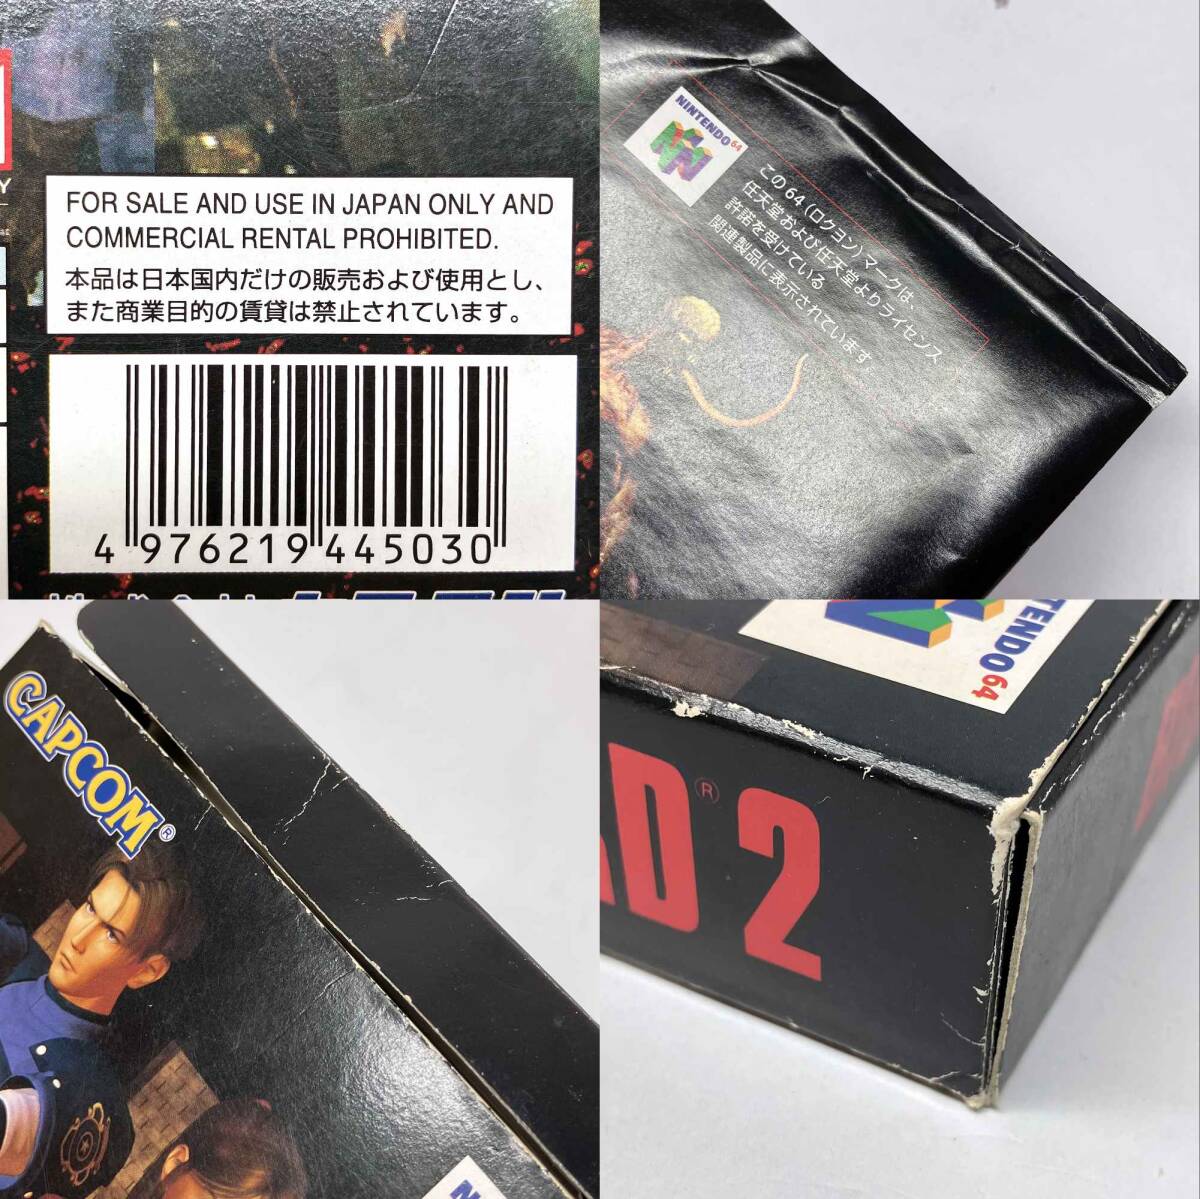 FOR SALE AND USE IN JAPAN ONLY AND
COMMERCIAL RENTAL PROHIBITED.
本品は日本国内だけの販売および使用とし、
また商業目的の賃貸は禁止されています。
4 976219 445030
NINTENDO 64
この64(ロクヨン)マークは、
任天堂および任天堂よりライセンス
許諾を受けている
関連製品に表示されています
CAPCOM®
NTENDO 64
RD® 2